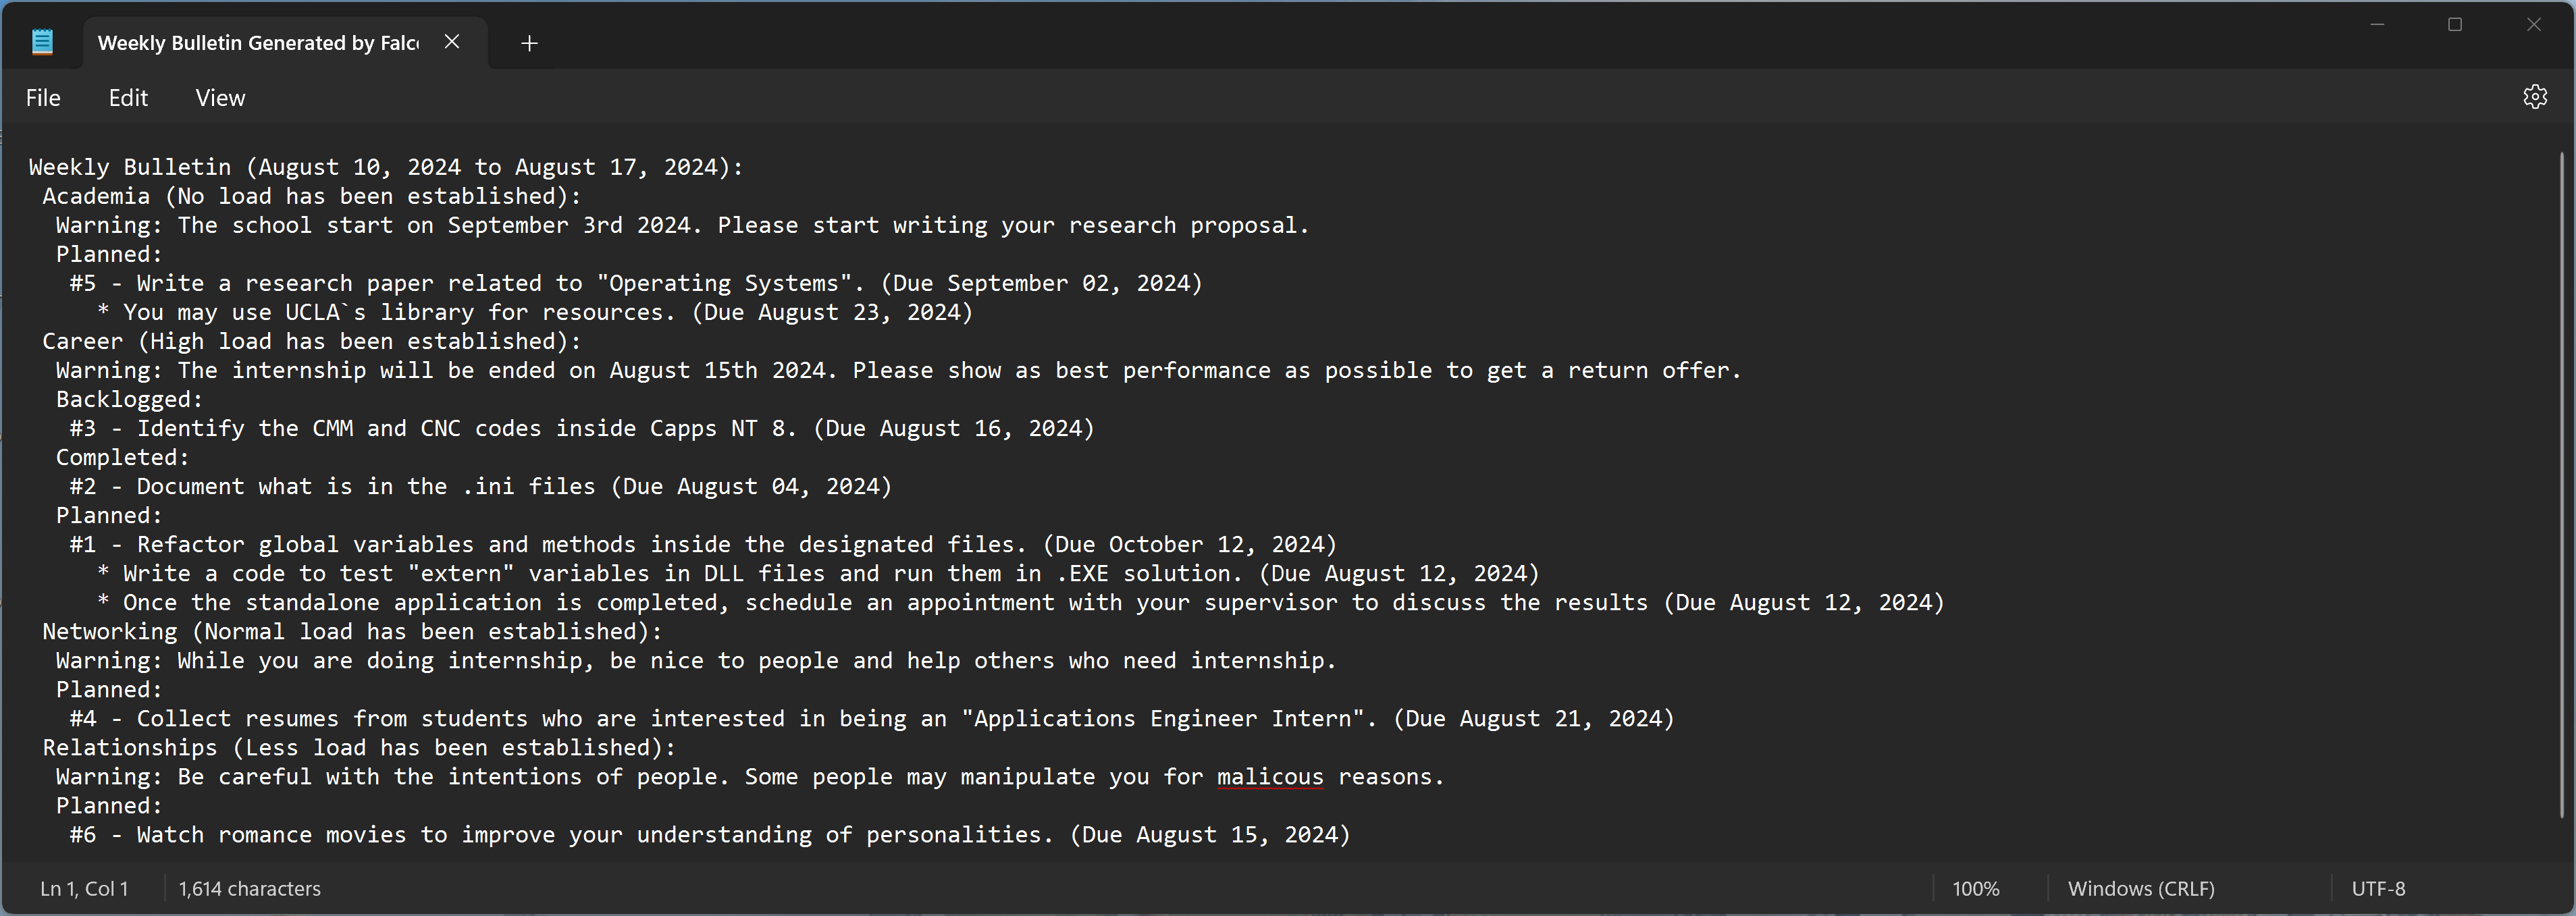 Weekly Bulletin Generated by Falc
File Edit View
Weekly Bulletin (August 10, 2024 to August 17, 2024):
Academia (No load has been established):
Warning: The school start on September 3rd 2024. Please start writing your research proposal.
Planned:
#5 - Write a research paper related to "Operating Systems". (Due September 02, 2024)
* You may use UCLA`s library for resources. (Due August 23, 2024)
Career (High load has been established):
Warning: The internship will be ended on August 15th 2024. Please show as best performance as possible to get a return offer.
Backlogged:
#3 - Identify the CMM and CNC codes inside Capps NT 8. (Due August 16, 2024)
Completed:
#2 - Document what is in the .ini files (Due August 04, 2024)
Planned:
#1 - Refactor global variables and methods inside the designated files. (Due October 12, 2024)
* Write a code to test "extern" variables in DLL files and run them in .EXE solution. (Due August 12, 2024)
* Once the standalone application is completed, schedule an appointment with your supervisor to discuss the results (Due August 12, 2024)
Networking (Normal load has been established):
Warning: While you are doing internship, be nice to people and help others who need internship.
Planned:
#4 - Collect resumes from students who are interested in being an "Applications Engineer Intern". (Due August 21, 2024)
Relationships (Less load has been established):
Warning: Be careful with the intentions of people. Some people may manipulate you for malicous reasons.
Planned:
#6 - Watch romance movies to improve your understanding of personalities. (Due August 15, 2024)
Ln 1, Col 1 1,614 characters 100% Windows (CRLF) UTF-8